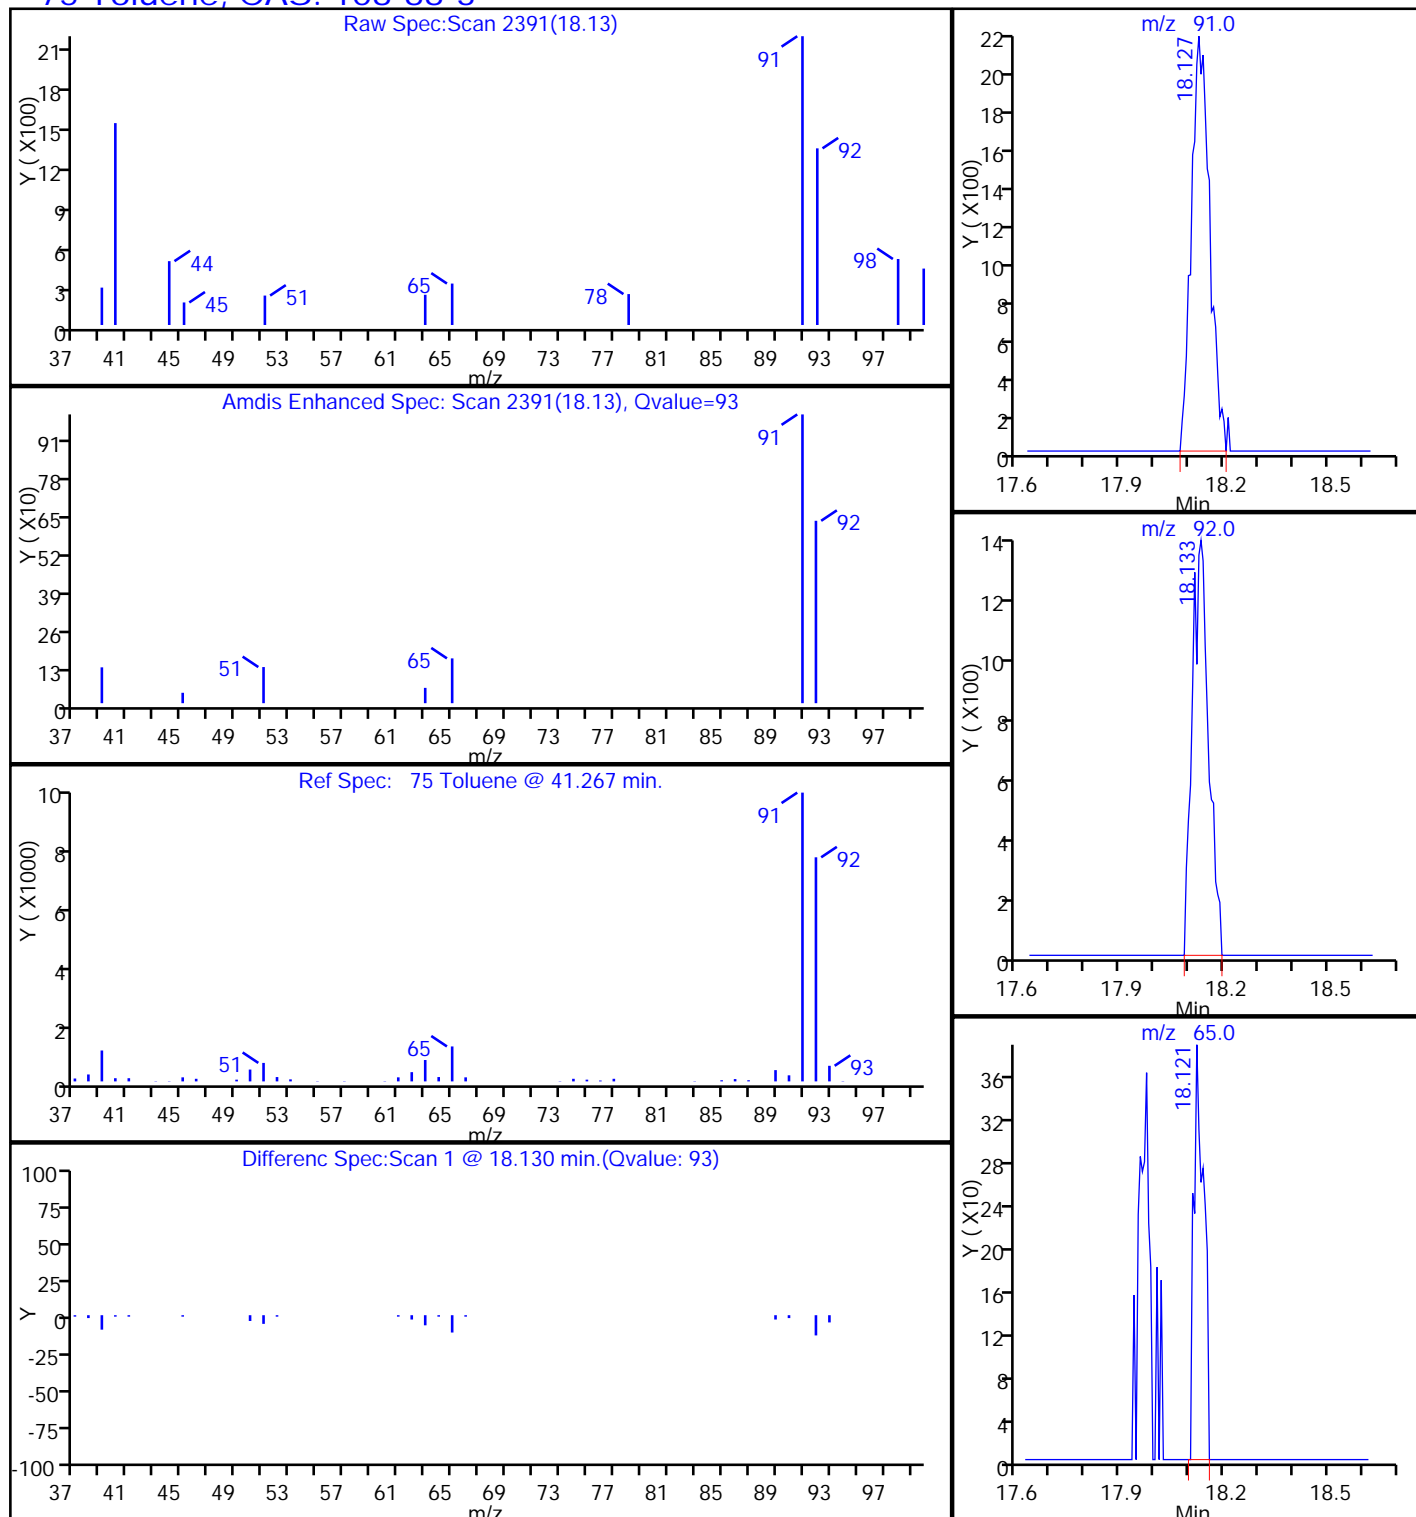 75 Toluene, CAS: 108-88-3
Raw Spec:Scan 2391(18.13)
Y ( X100)
21
18
15
12
9
6
3
0
91
92
44
45
51
65
78
98
37 41 45 49 53 57 61 65 69 73 77 81 85 89 93 97
m/z
Amdis Enhanced Spec: Scan 2391(18.13), Qvalue=93
Y ( X10)
91
78
65
52
39
26
13
0
91
92
51
65
37 41 45 49 53 57 61 65 69 73 77 81 85 89 93 97
m/z
Ref Spec: 75 Toluene @ 41.267 min.
Y ( X1000)
10
8
6
4
2
0
91
92
51
65
93
37 41 45 49 53 57 61 65 69 73 77 81 85 89 93 97
m/z
Differenc Spec:Scan 1 @ 18.130 min.(Qvalue: 93)
Y
100
75
50
25
0
-25
-50
-75
-100
37 41 45 49 53 57 61 65 69 73 77 81 85 89 93 97
m/z
m/z 91.0
Y ( X100)
22
20
18
16
14
12
10
8
6
4
2
0
18.127
17.6 17.9 18.2 18.5
Min
m/z 92.0
Y ( X100)
14
12
10
8
6
4
2
0
18.133
17.6 17.9 18.2 18.5
Min
m/z 65.0
Y ( X10)
36
32
28
24
20
16
12
8
4
0
18.121
17.6 17.9 18.2 18.5
Min